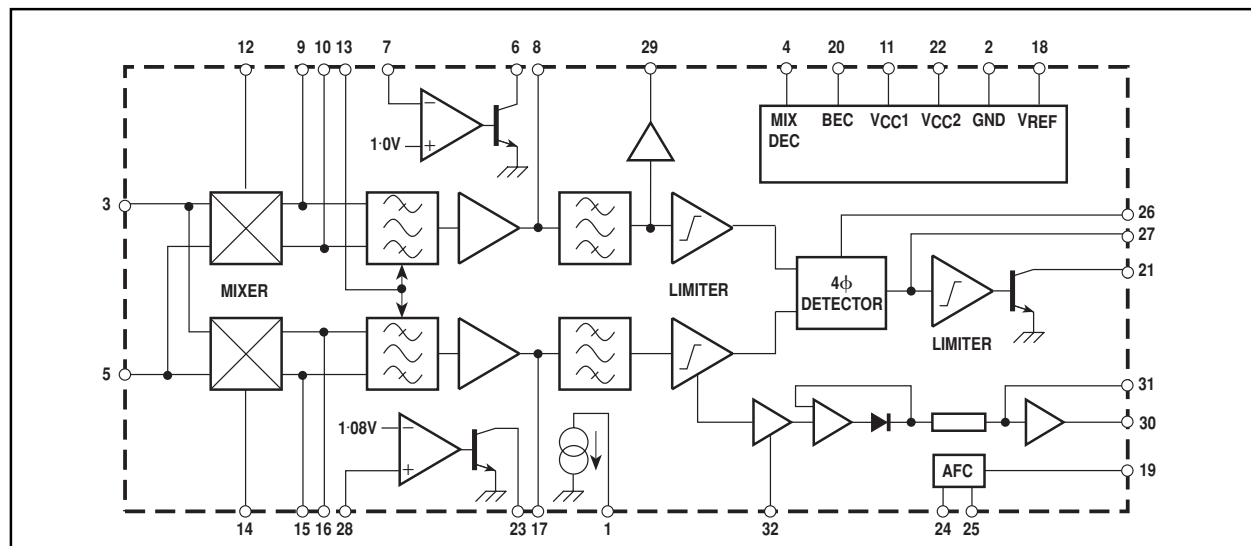 12 9 10 13 7 6 8 29 4 20 11 22 2 18
MIX DEC
BEC
VCC1
VCC2
GND
VREF
1·0V
3
26
27
21
MIXER
LIMITER
4ϕ DETECTOR
LIMITER
5
31
30
1·08V
AFC
19
14 15 16 28 23 17 1 32 24 25